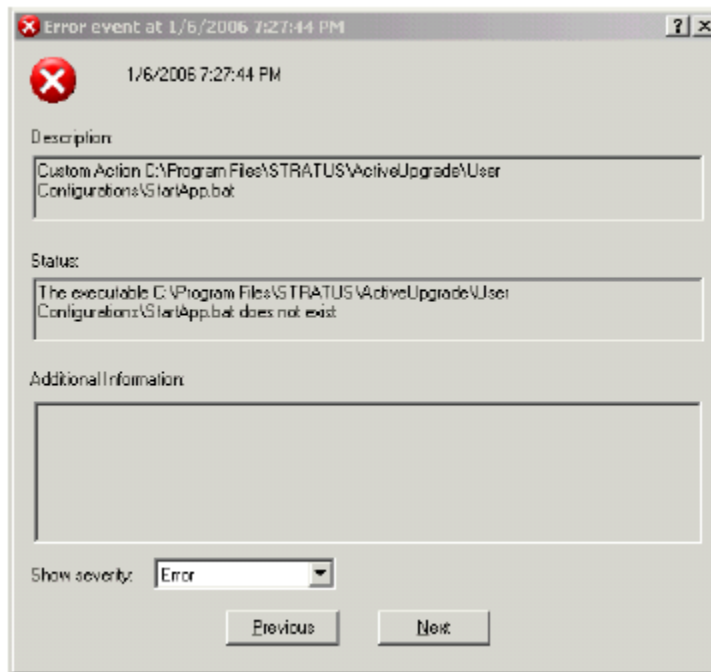 Error event at 1/6/2006 7:27:44 PM
1/6/2006 7:27:44 PM
Description:
Custom Action C:\Program Files\STRATUS\ActiveUpgrade\User
Configurations\StartApp.bat
Status:
The executable C:\Program Files\STRATUS\ActiveUpgrade\User
Configurations\StartApp.bat does not exist
Additional Information:
Show severity: Error
Previous Next